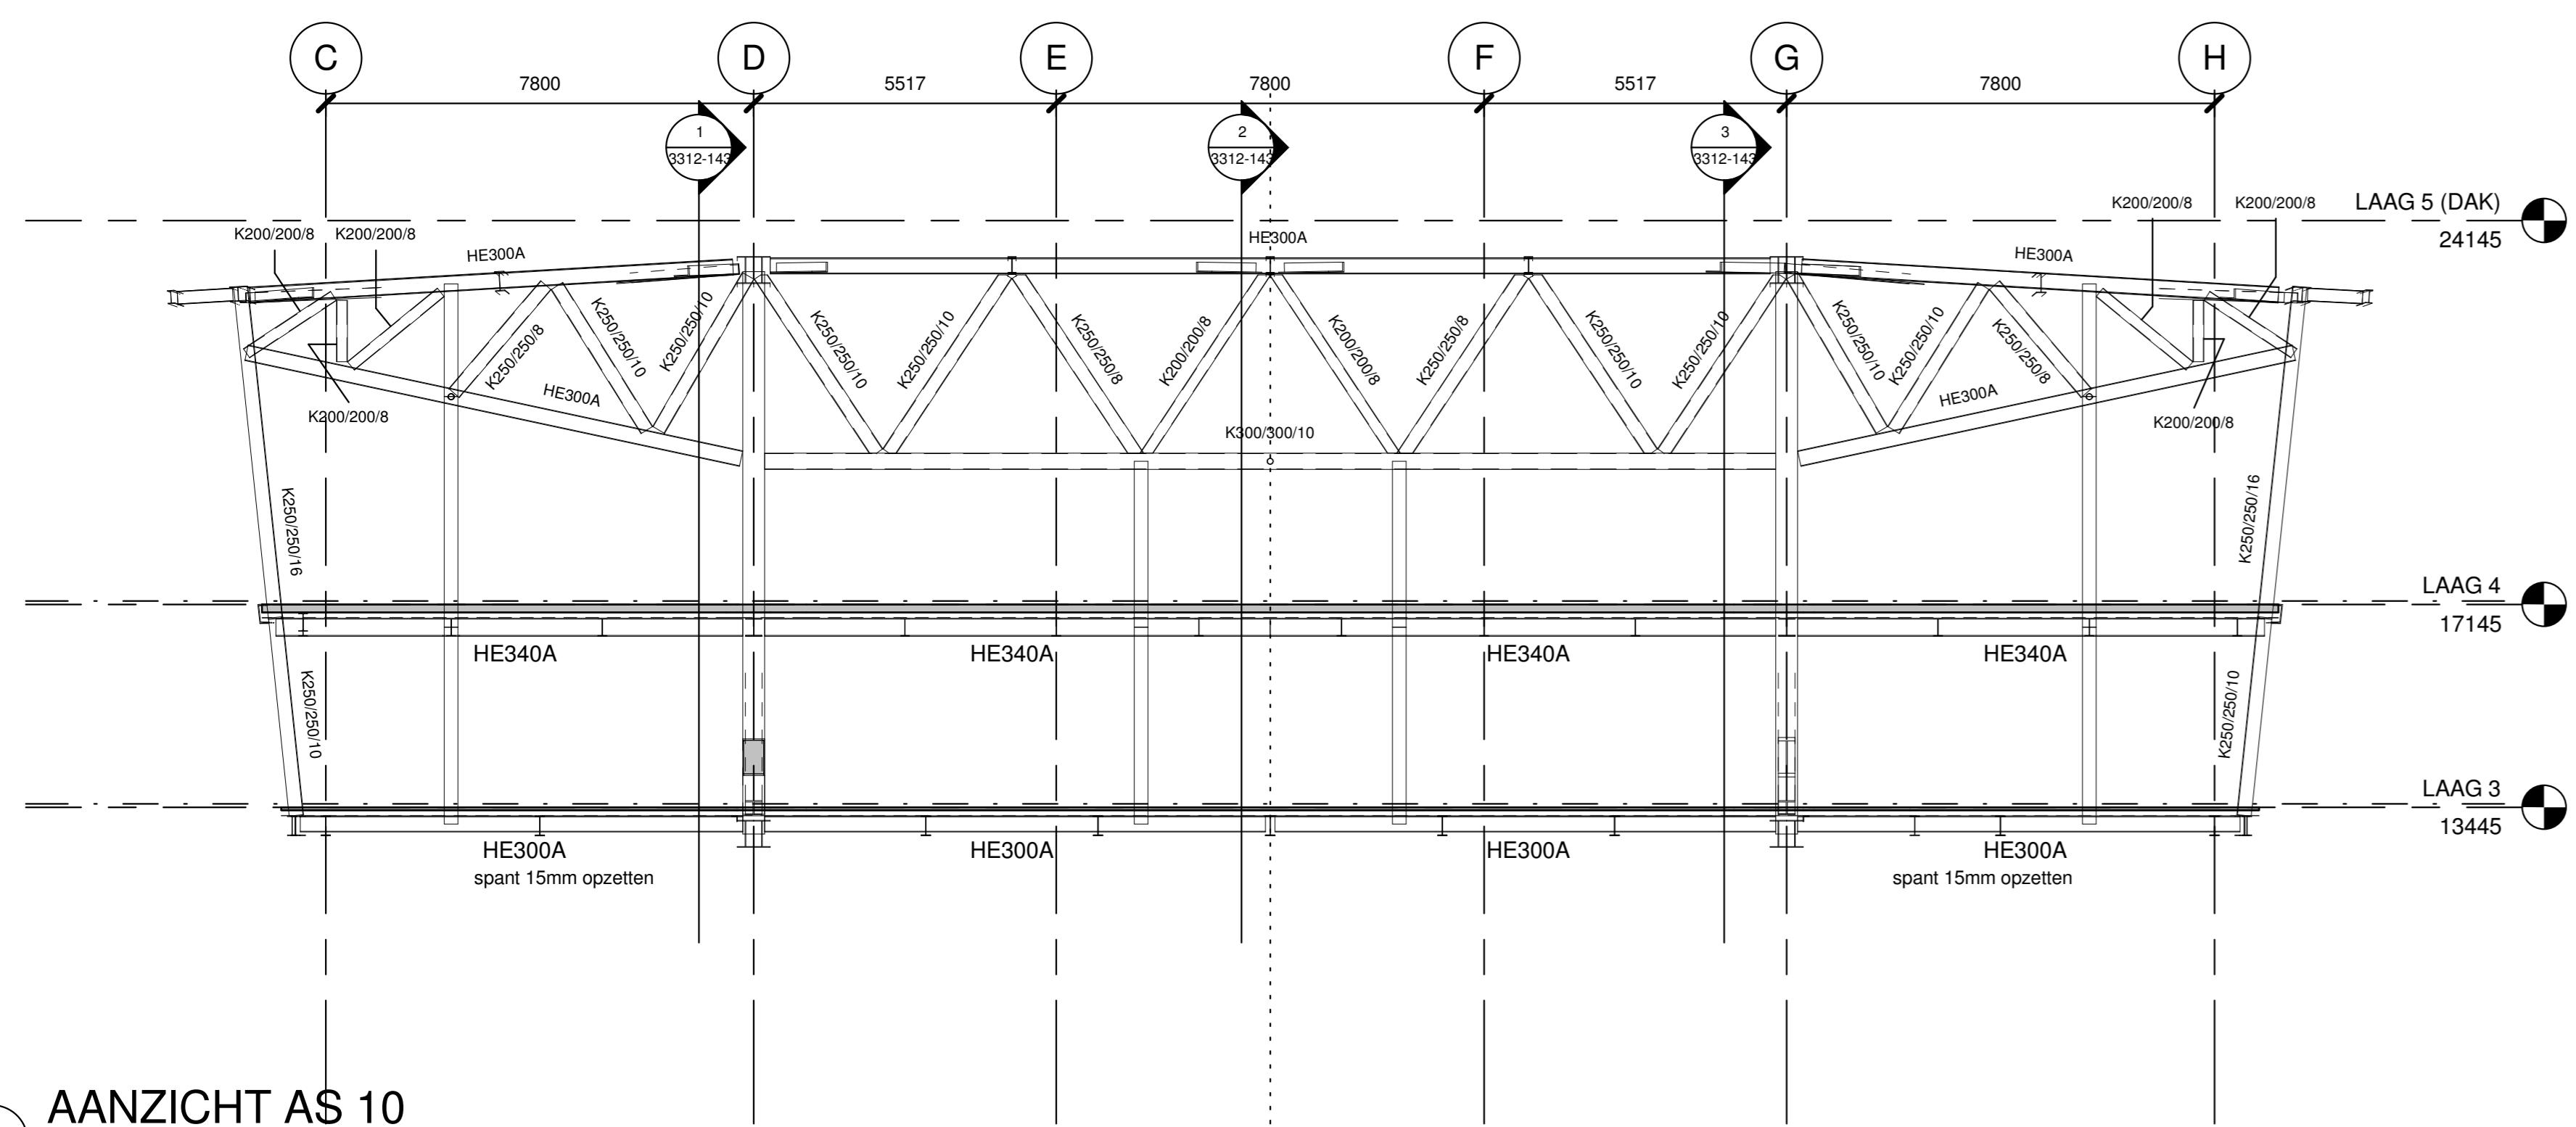 C D E F G H
7800 5517 7800 5517 7800
1 2 3
3312-143 3312-143 3312-143
K200/200/8 K200/200/8
LAAG 5 (DAK)
24145
K200/200/8 K200/200/8 HE300A HE300A HE300A
K250/250/8 K250/250/10 K250/250/10 K250/250/10 K250/250/10 K250/250/8 K200/200/8 K200/200/8 K250/250/8 K250/250/10 K250/250/10 K250/250/10 K250/250/10 K250/250/8
HE300A HE300A
K200/200/8 K300/300/10 K200/200/8
K250/250/16 K250/250/16
LAAG 4
17145
HE340A HE340A HE340A HE340A
K250/250/10 K250/250/10
LAAG 3
13445
HE300A HE300A HE300A HE300A
spant 15mm opzetten spant 15mm opzetten
AANZICHT AS 10